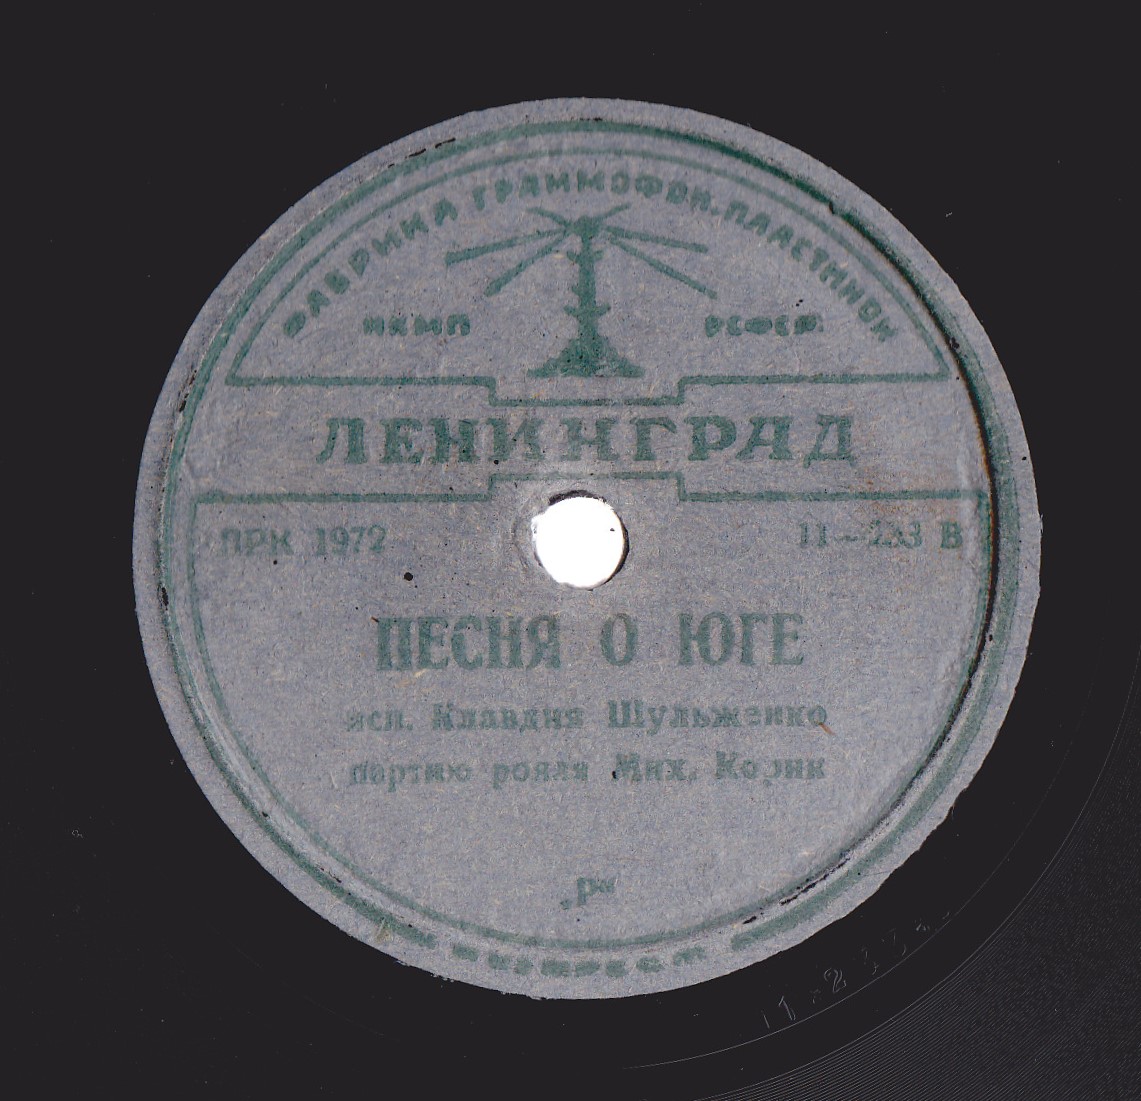 ФАБРИКА ГРАММОФОН. ПЛАСТИНОК
НКМП РСФСР.
ЛЕНИНГРАД
ПРК 1972 11—233 В
ПЕСНЯ О ЮГЕ
исп. Клавдия Шульженко
партию рояля Мих. Корик
„Р“